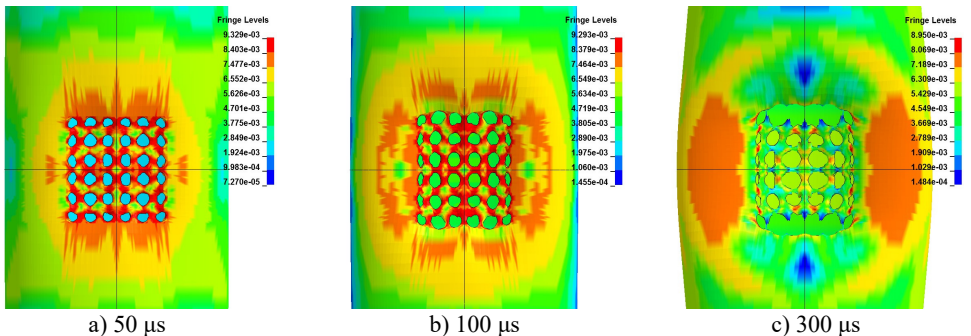 Fringe Levels
9.329e-03
8.403e-03
7.477e-03
6.552e-03
5.626e-03
4.701e-03
3.775e-03
2.849e-03
1.924e-03
9.983e-04
7.270e-05
a) 50 μs
Fringe Levels
9.293e-03
8.379e-03
7.464e-03
6.549e-03
5.634e-03
4.719e-03
3.805e-03
2.890e-03
1.975e-03
1.060e-03
1.455e-04
b) 100 μs
Fringe Levels
8.950e-03
8.069e-03
7.189e-03
6.309e-03
5.429e-03
4.549e-03
3.669e-03
2.789e-03
1.909e-03
1.029e-03
1.484e-04
c) 300 μs